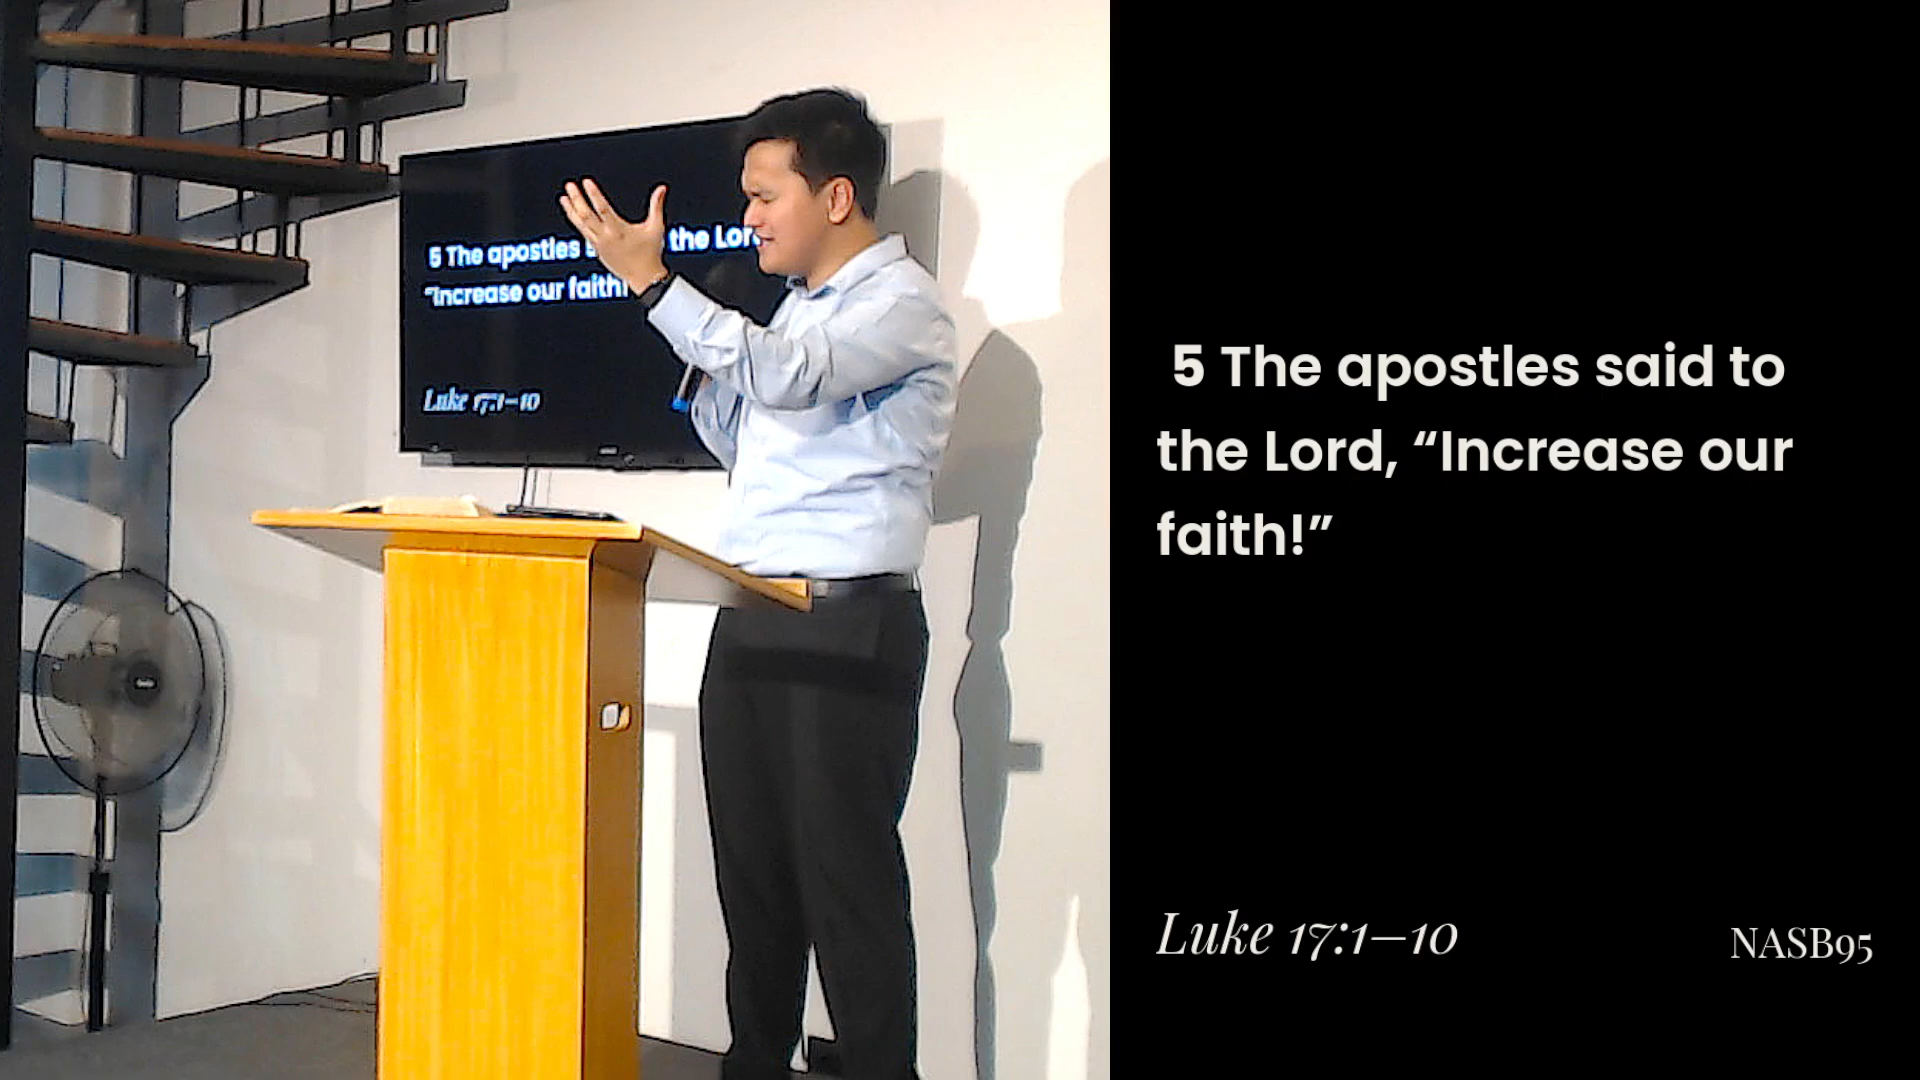 5 The apostles the Lord
"Increase our faith!
Luke 17:1–10
5 The apostles said to
the Lord, “Increase our
faith!”
Luke 17:1–10
NASB95